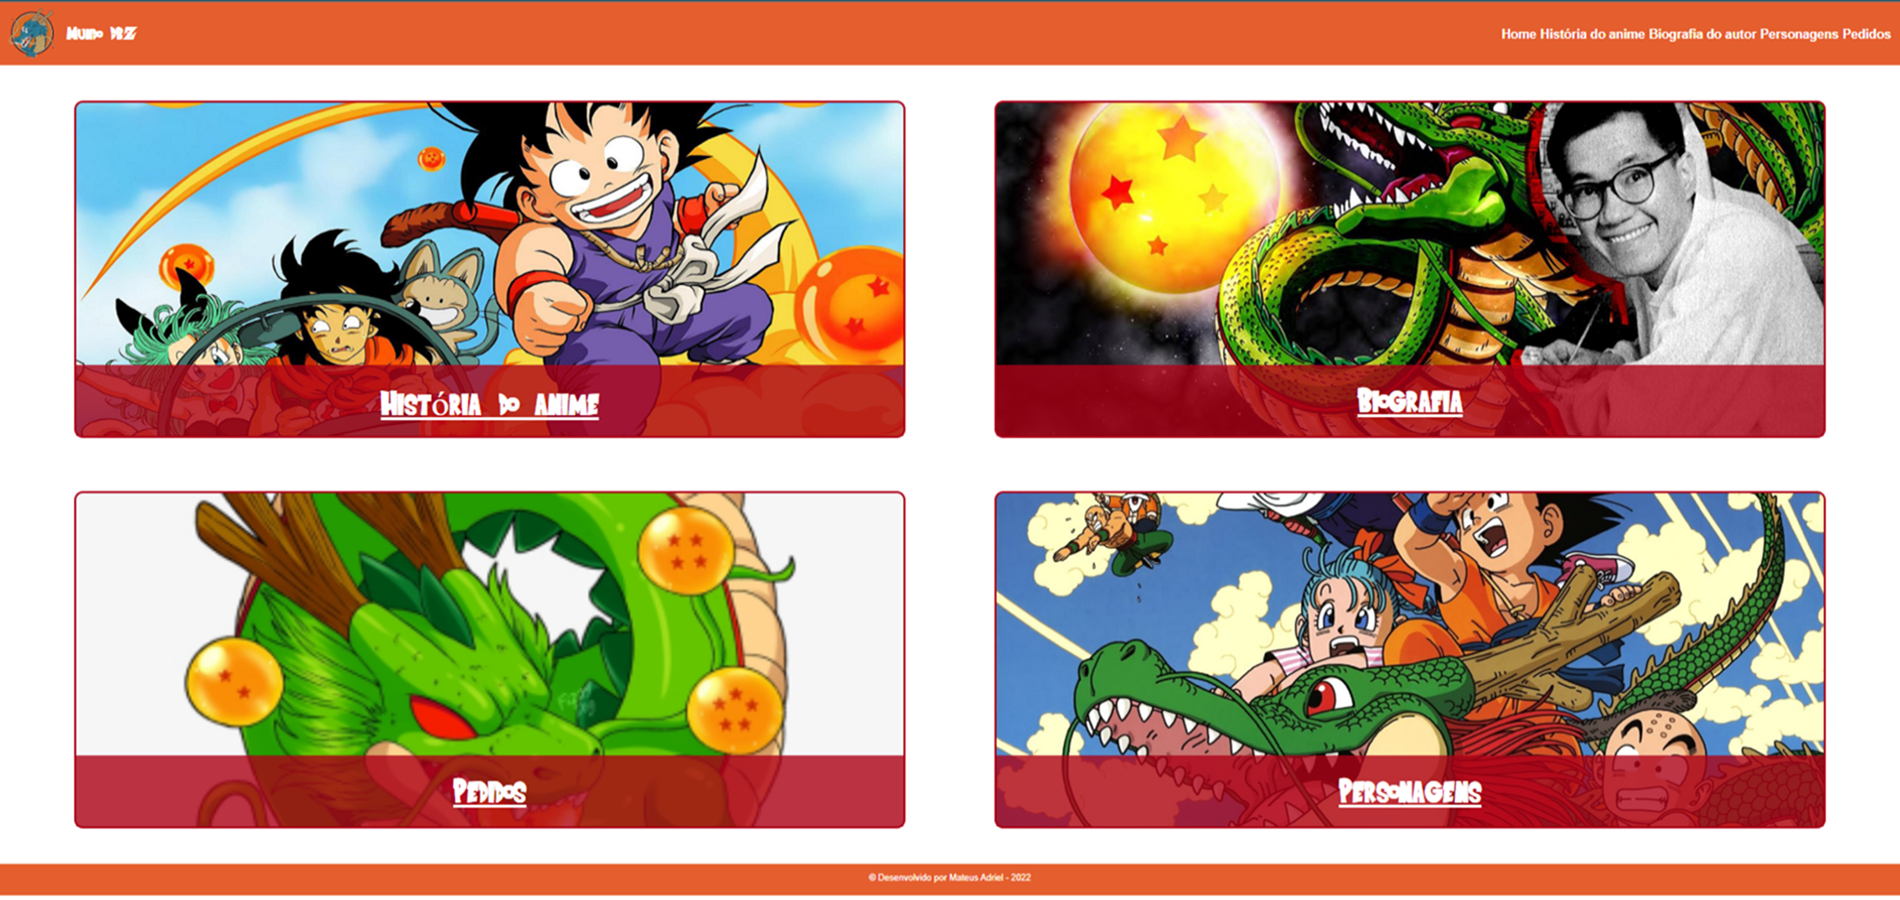 Mundo DBZ
Home História do anime Biografia do autor Personagens Pedidos
História do anime
Biografia
Pedidos
Personagens
© Desenvolvido por Mateus Adriel - 2022